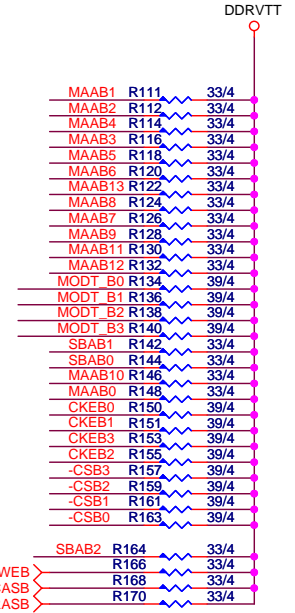 DDRVTT
MAAB1 R111 33/4
MAAB2 R112 33/4
MAAB4 R114 33/4
MAAB3 R116 33/4
MAAB5 R118 33/4
MAAB6 R120 33/4
MAAB13 R122 33/4
MAAB8 R124 33/4
MAAB7 R126 33/4
MAAB9 R128 33/4
MAAB11 R130 33/4
MAAB12 R132 33/4
MODT_B0 R134 39/4
MODT_B1 R136 39/4
MODT_B2 R138 39/4
MODT_B3 R140 39/4
SBAB1 R142 33/4
SBAB0 R144 33/4
MAAB10 R146 33/4
MAAB0 R148 33/4
CKEB0 R150 39/4
CKEB1 R151 39/4
CKEB3 R153 39/4
CKEB2 R155 39/4
-CSB3 R157 39/4
-CSB2 R159 39/4
-CSB1 R161 39/4
-CSB0 R163 39/4
SBAB2 R164 33/4
WEB R166 33/4
CASB R168 33/4
RASB R170 33/4